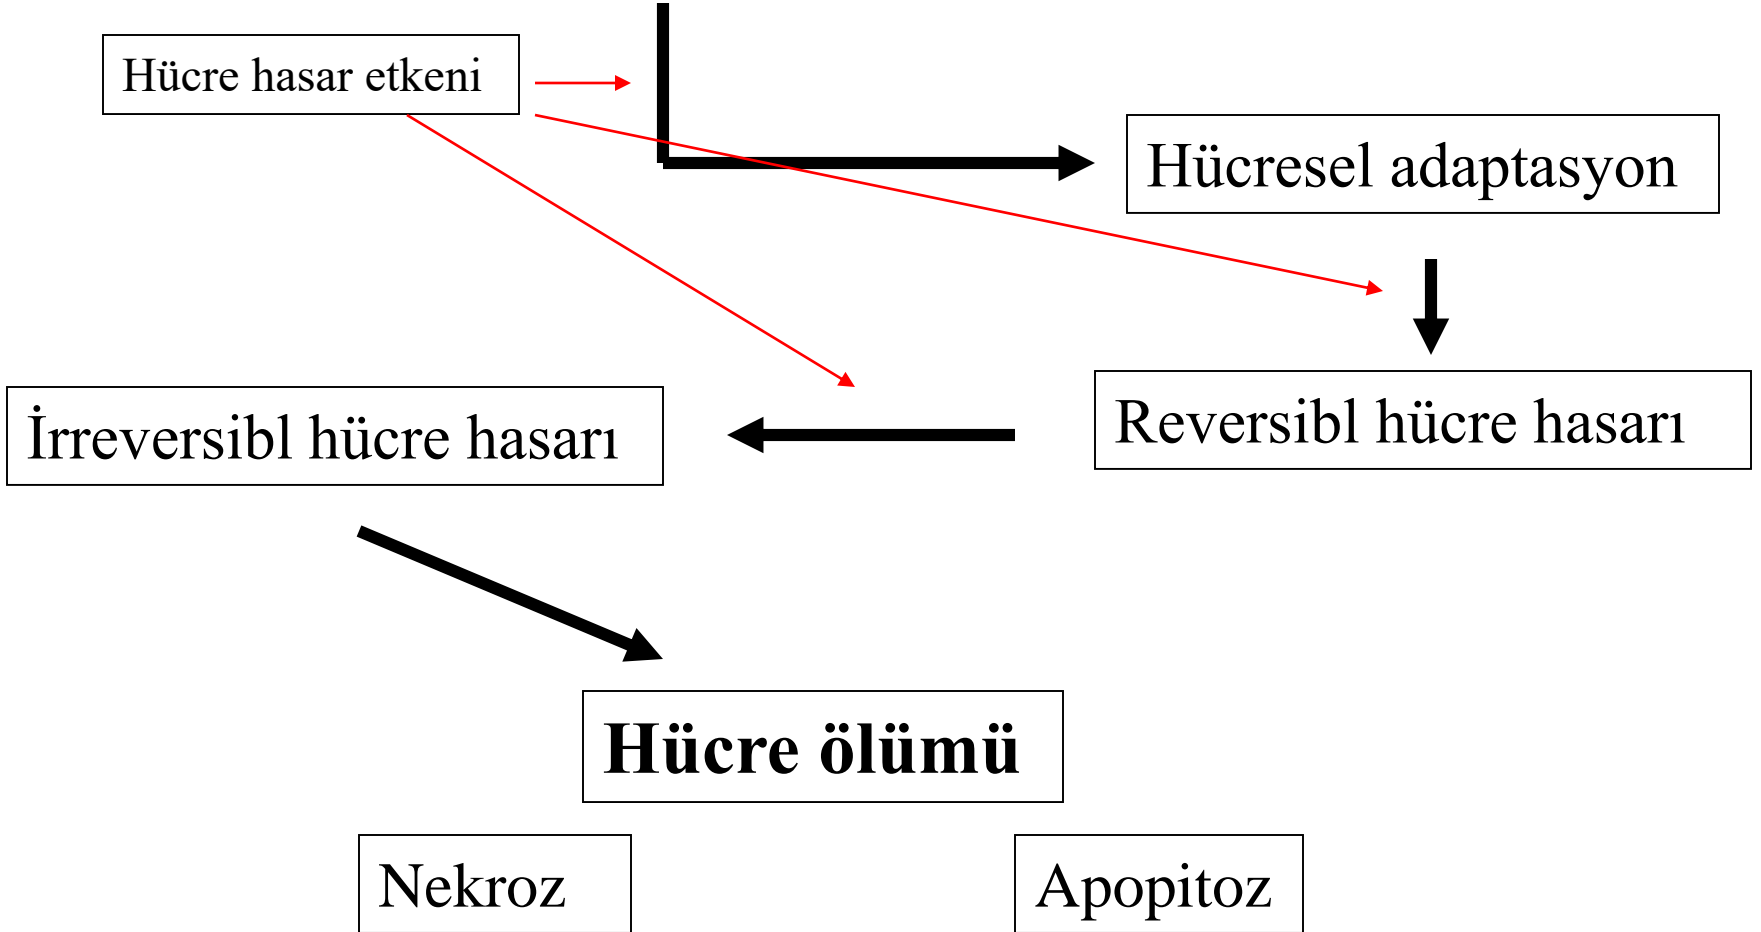 Hücre hasar etkeni
Hücresel adaptasyon
Reversibl hücre hasarı
İrreversibl hücre hasarı
Hücre ölümü
Nekroz
Apopitoz